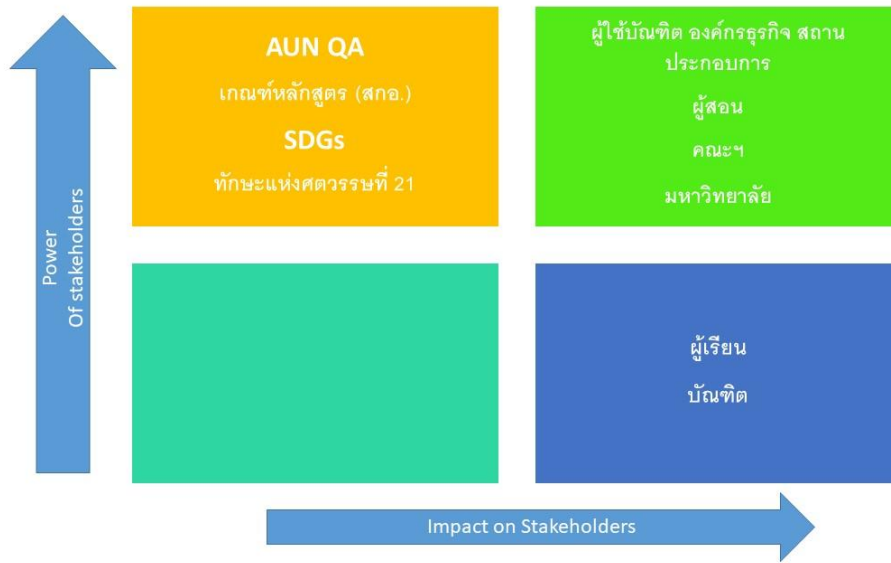 AUN QA
เกณฑ์หลักสูตร (สกอ.)
SDGs
ทักษะแห่งศตวรรษที่ 21
ผู้ใช้บัณฑิต องค์กรธุรกิจ สถาน
ประกอบการ
ผู้สอน
คณะฯ
มหาวิทยาลัย
Power
Of stakeholders
ผู้เรียน
บัณฑิต
Impact on Stakeholders